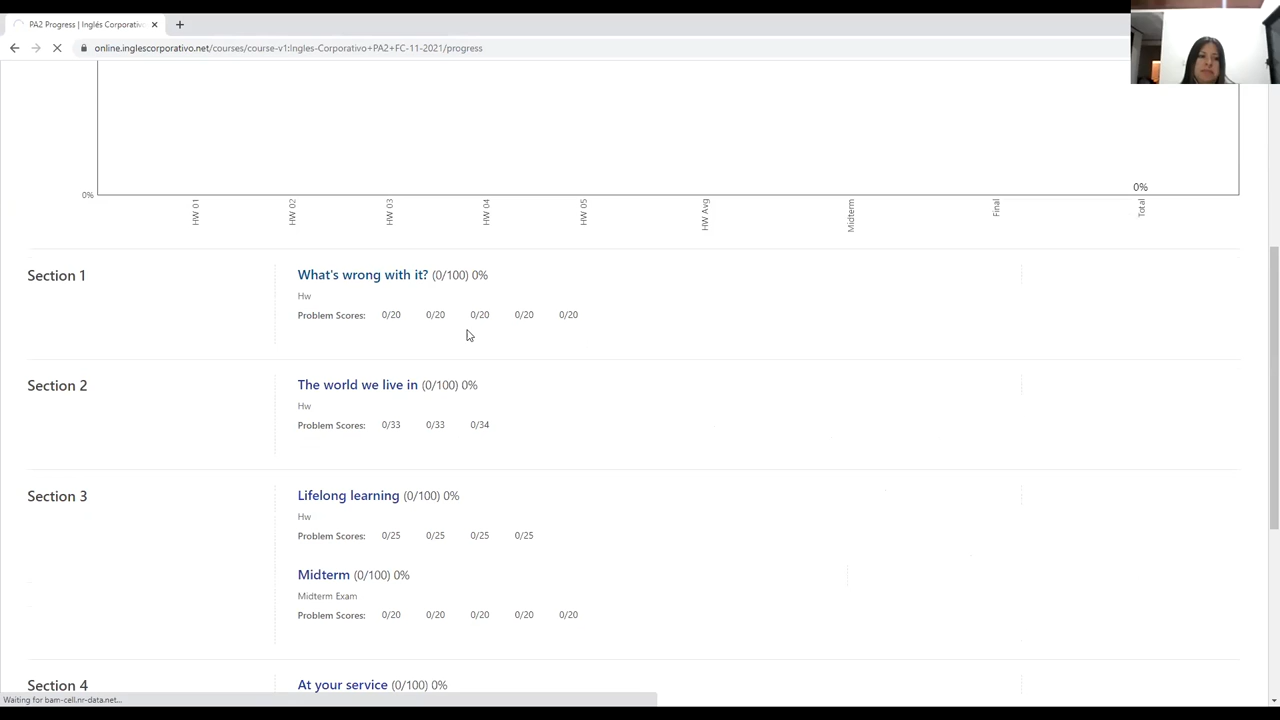 PA2 Progress | Inglés Corporativ
online.inglescorporativo.net/courses/course-v1:Ingles-Corporativo+PA2+FC-11-2021/progress
0%
0%
HW 01
HW 02
HW 03
HW 04
HW 05
HW Avg
Midterm
Final
Total
Section 1
What's wrong with it? (0/100) 0%
Hw
Problem Scores: 0/20 0/20 0/20 0/20 0/20
Section 2
The world we live in (0/100) 0%
Hw
Problem Scores: 0/33 0/33 0/34
Section 3
Lifelong learning (0/100) 0%
Hw
Problem Scores: 0/25 0/25 0/25 0/25
Midterm (0/100) 0%
Midterm Exam
Problem Scores: 0/20 0/20 0/20 0/20 0/20
Section 4
At your service (0/100) 0%
Waiting for bam-cell.nr-data.net...